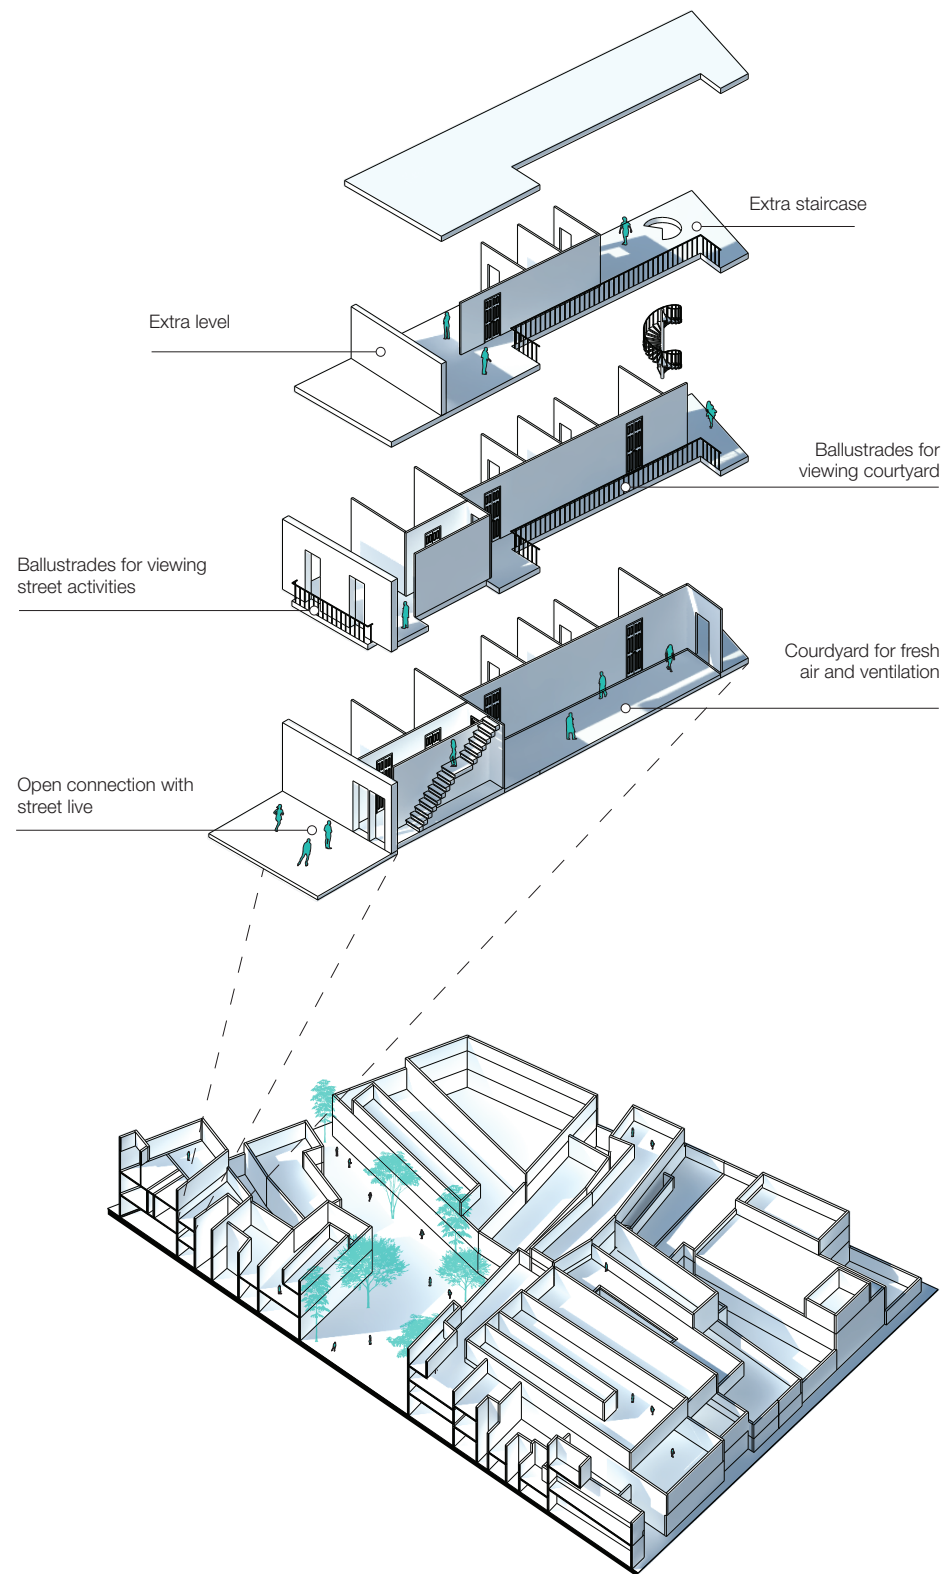 Extra staircase
Extra level
Ballustrades for
viewing courtyard
Ballustrades for viewing
street activities
Courdyard for fresh
air and ventilation
Open connection with
street live